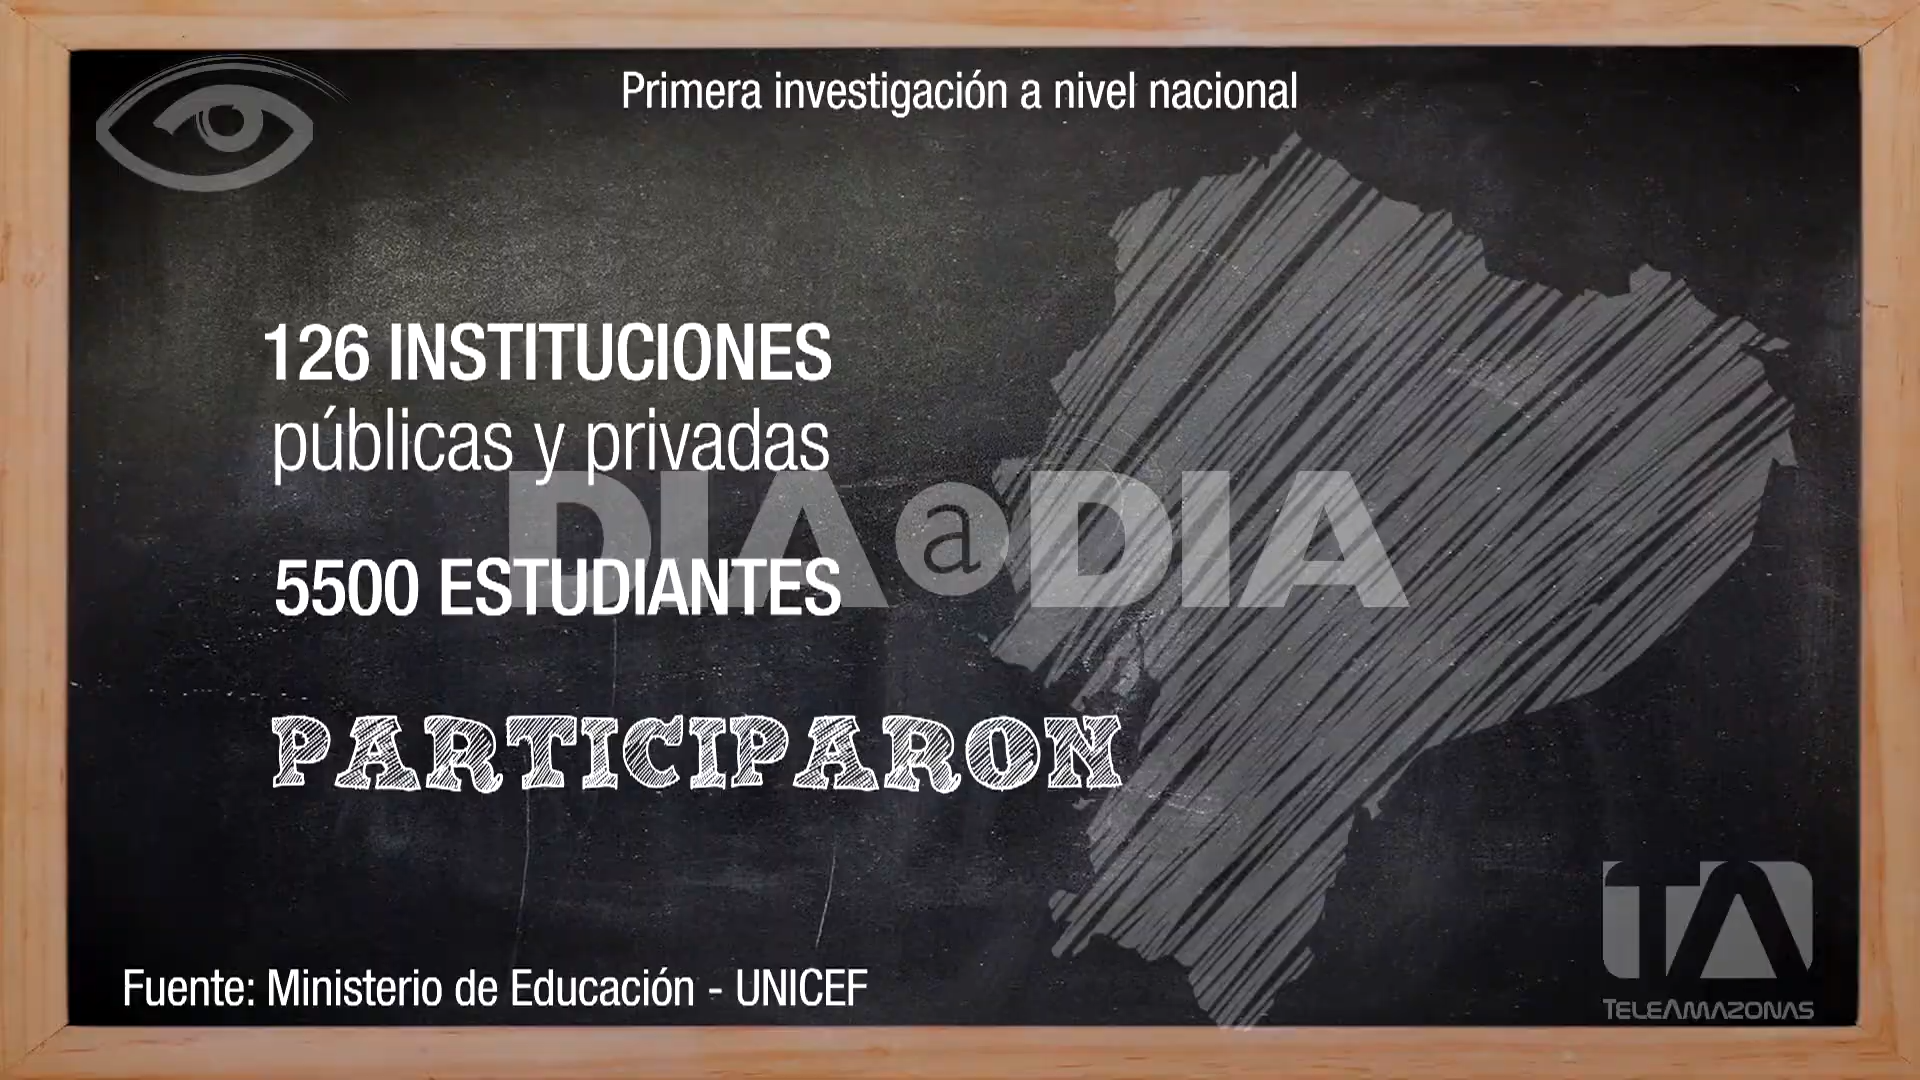 Primera investigación a nivel nacional
126 INSTITUCIONES
públicas y privadas
DIA a DIA
5500 ESTUDIANTES
PARTICIPARON
Fuente: Ministerio de Educación - UNICEF
TA
TELEAMAZONAS